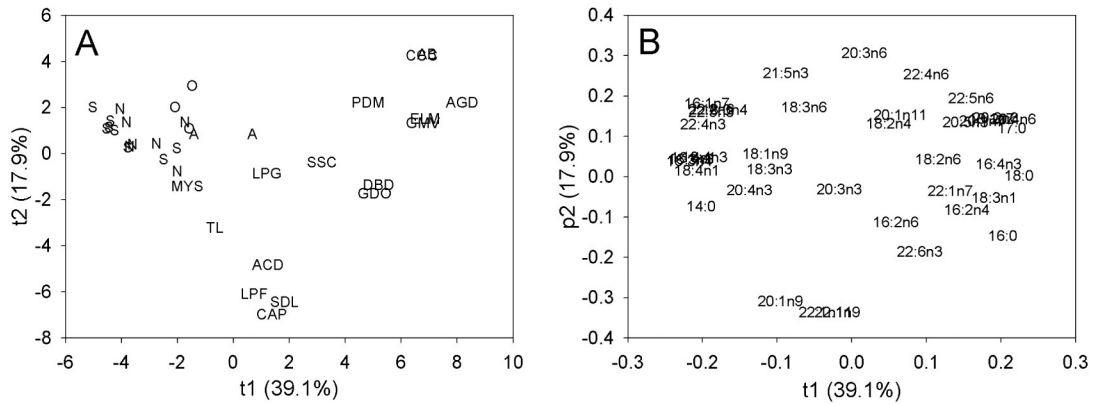 A
6
4
2
0
-2
-4
-6
-8
-6 -4 -2 0 2 4 6 8 10
t2 (17.9%)
t1 (39.1%)
AB
O
S N O PDM AGD
S N N O ELM
S S A A GMV
S N N S
S SSC
N LPG
MYS DBD
GDO
TL
ACD
LPF SDL
CAP
B
0.4
0.3
0.2
0.1
0.0
-0.1
-0.2
-0.3
-0.4
-0.3 -0.2 -0.1 0.0 0.1 0.2 0.3
p2 (17.9%)
t1 (39.1%)
20:3n6
21:5n3 22:4n6
22:5n6
16:1n7 18:3n6
20:1n11
22:4n3 18:2n4 17:0
18:1n9 18:2n6 16:4n3
18:4n1 18:3n3 18:0
20:4n3 20:3n3 22:1n7 18:3n1
14:0 16:2n4
16:2n6 16:0
22:6n3
20:1n9